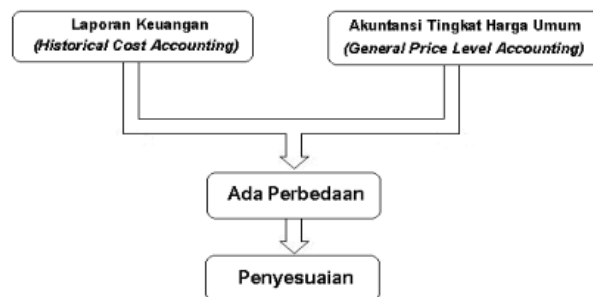 Laporan Keuangan
(Historical Cost Accounting)
Akuntansi Tingkat Harga Umum
(General Price Level Accounting)
Ada Perbedaan
Penyesuaian